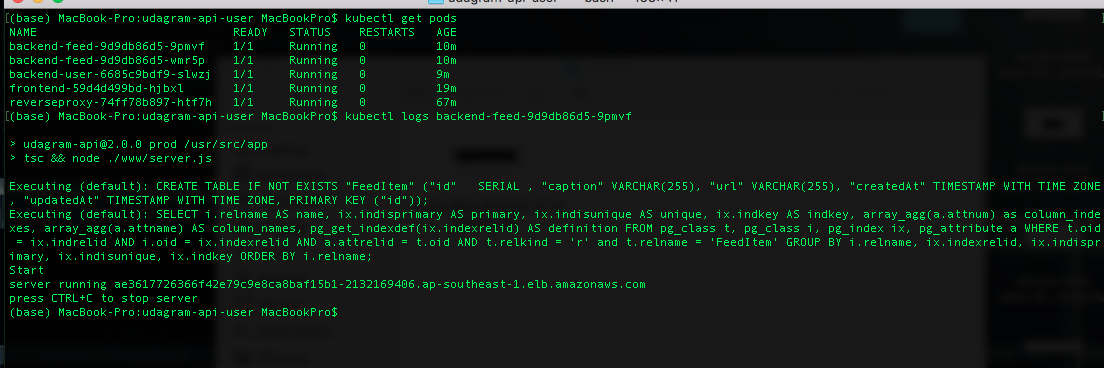 [(base) MacBook-Pro:udagram-api-user MacBookPro$ kubectl get pods
NAME READY STATUS RESTARTS AGE
backend-feed-9d9db86d5-9pmvf 1/1 Running 0 10m
backend-feed-9d9db86d5-wmr5p 1/1 Running 0 10m
backend-user-6685c9bdf9-slwzj 1/1 Running 0 9m
frontend-59d4d499bd-hjbxl 1/1 Running 0 19m
reverseproxy-74ff78b897-htf7h 1/1 Running 0 67m
[(base) MacBook-Pro:udagram-api-user MacBookPro$ kubectl logs backend-feed-9d9db86d5-9pmvf
> udagram-api@2.0.0 prod /usr/src/app
> tsc && node ./www/server.js
Executing (default): CREATE TABLE IF NOT EXISTS "FeedItem" ("id"   SERIAL , "caption" VARCHAR(255), "url" VARCHAR(255), "createdAt" TIMESTAMP WITH TIME ZONE
, "updatedAt" TIMESTAMP WITH TIME ZONE, PRIMARY KEY ("id"));
Executing (default): SELECT i.relname AS name, ix.indisprimary AS primary, ix.indisunique AS unique, ix.indkey AS indkey, array_agg(a.attnum) as column_inde
xes, array_agg(a.attname) AS column_names, pg_get_indexdef(ix.indexrelid) AS definition FROM pg_class t, pg_class i, pg_index ix, pg_attribute a WHERE t.oid
= ix.indrelid AND i.oid = ix.indexrelid AND a.attrelid = t.oid AND t.relkind = 'r' and t.relname = 'FeedItem' GROUP BY i.relname, ix.indexrelid, ix.indispr
imary, ix.indisunique, ix.indkey ORDER BY i.relname;
Start
server running ae3617726366f42e79c9e8ca8baf15b1-2132169406.ap-southeast-1.elb.amazonaws.com
press CTRL+C to stop server
(base) MacBook-Pro:udagram-api-user MacBookPro$